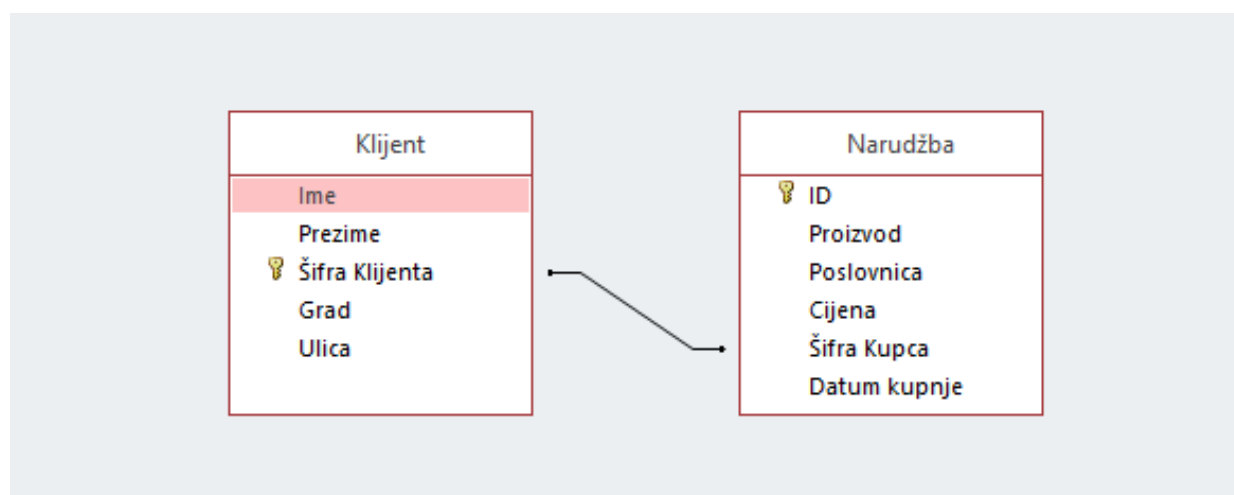 Klijent
Ime
Prezime
Šifra Klijenta
Grad
Ulica
Narudžba
ID
Proizvod
Poslovnica
Cijena
Šifra Kupca
Datum kupnje